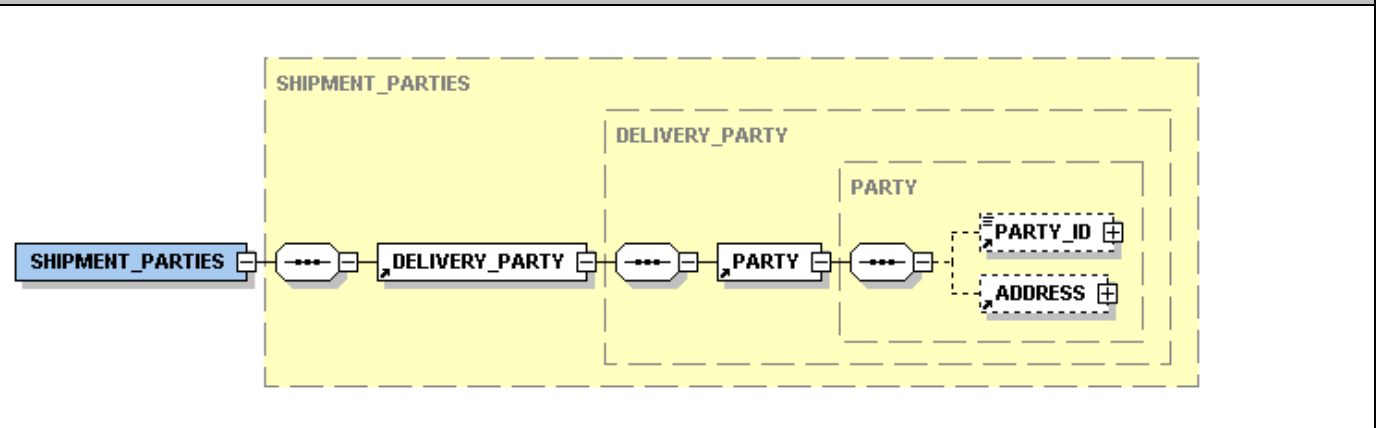 SHIPMENT_PARTIES
DELIVERY_PARTY
PARTY
PARTY_ID
SHIPMENT_PARTIES
DELIVERY_PARTY
PARTY
ADDRESS